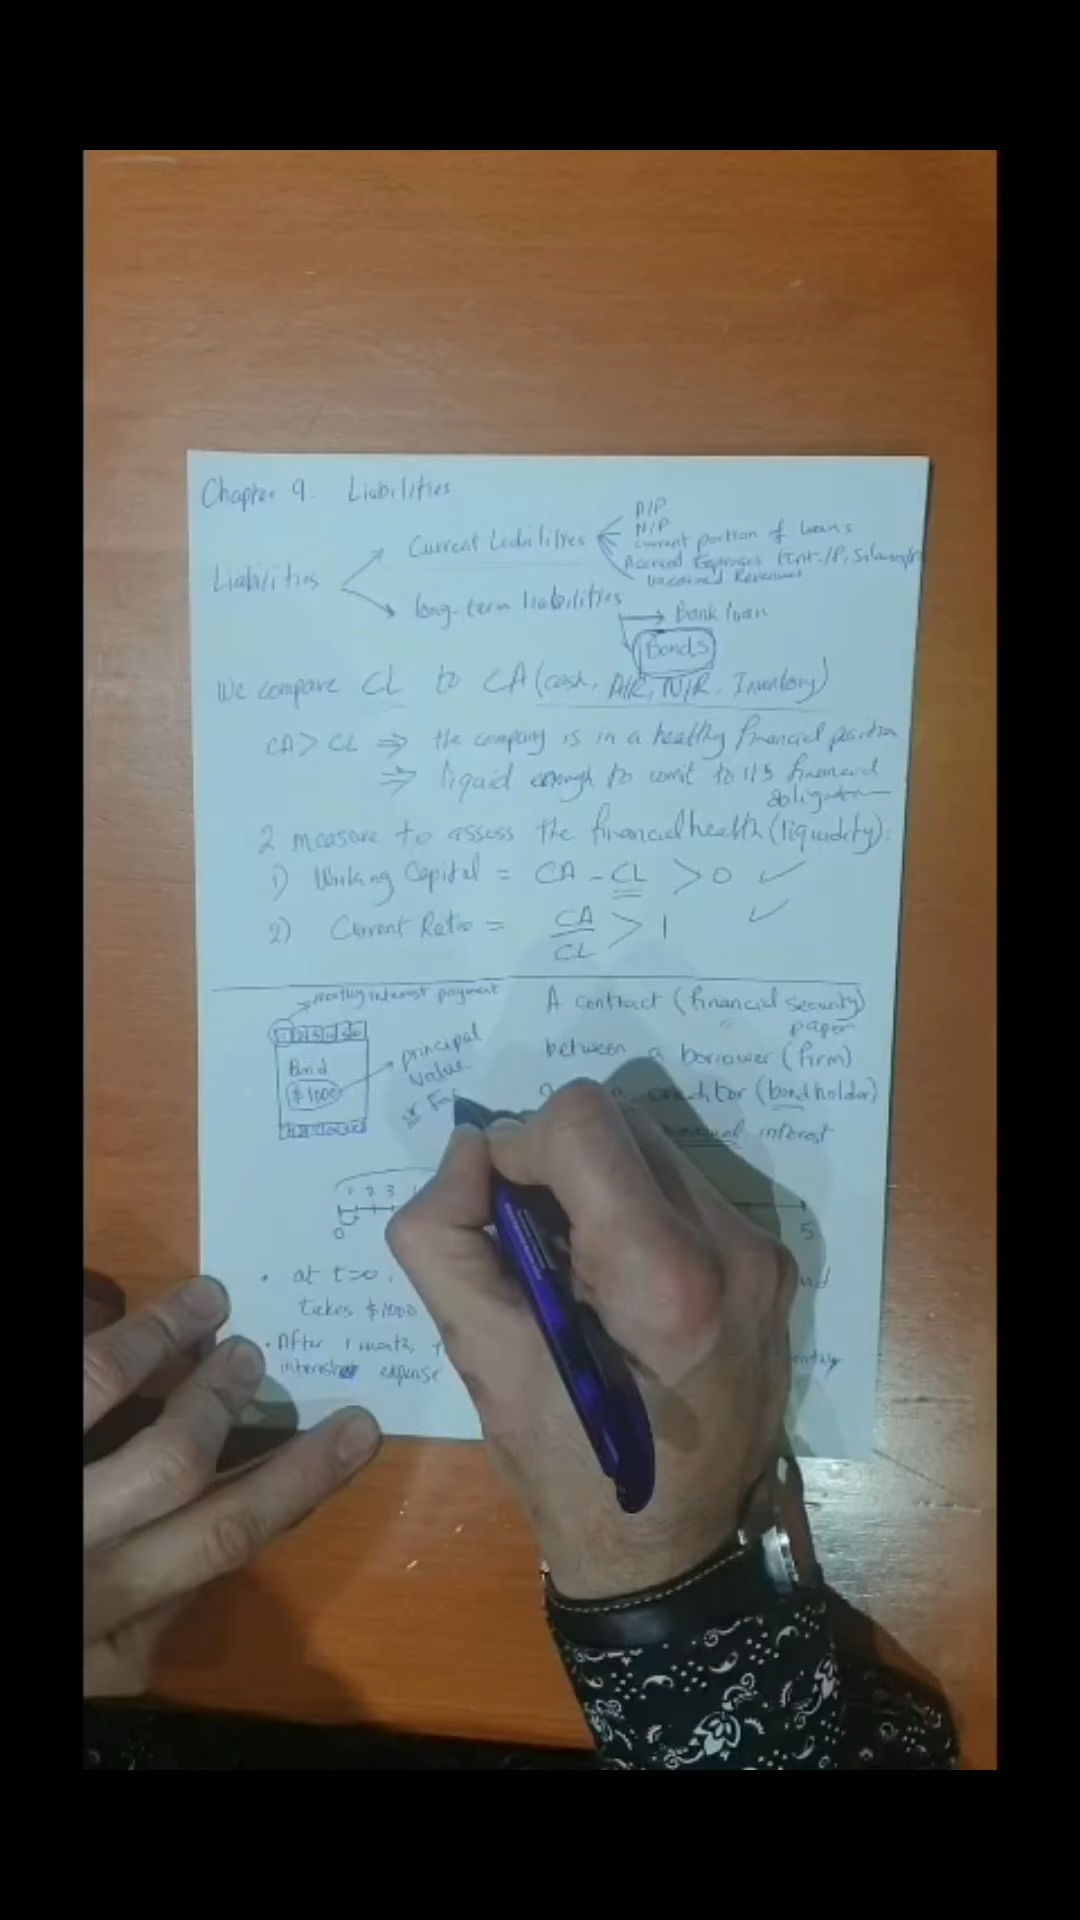 Chapter 9. Liabilities
A/P
N/P
Current Liabilities
current portion of loans
Accrued Expenses (Int./P, Salaries/P
Unearned Revenues
Liabilities
long-term liabilities
Bank loan
Bonds
We compare CL to CA (cash, A/R, N/R, Inventory)
CA > CL ⇒ the company is in a healthy financial position
⇒ liquid enough to commit to its financial
obligation
2 measure to assess the financial health (liquidity):
1) Working Capital = CA - CL > 0 ✓
2) Current Ratio = CA / CL > 1 ✓
monthly interest payment
Bond
$1000
principal
value
or Fac
A contract (financial security)
paper
between a borrower (firm)
creditor (bondholder)
interest
1 2 3
0
5
• at t=0,
takes $1000
• After 1 month,
interest expense
monthly